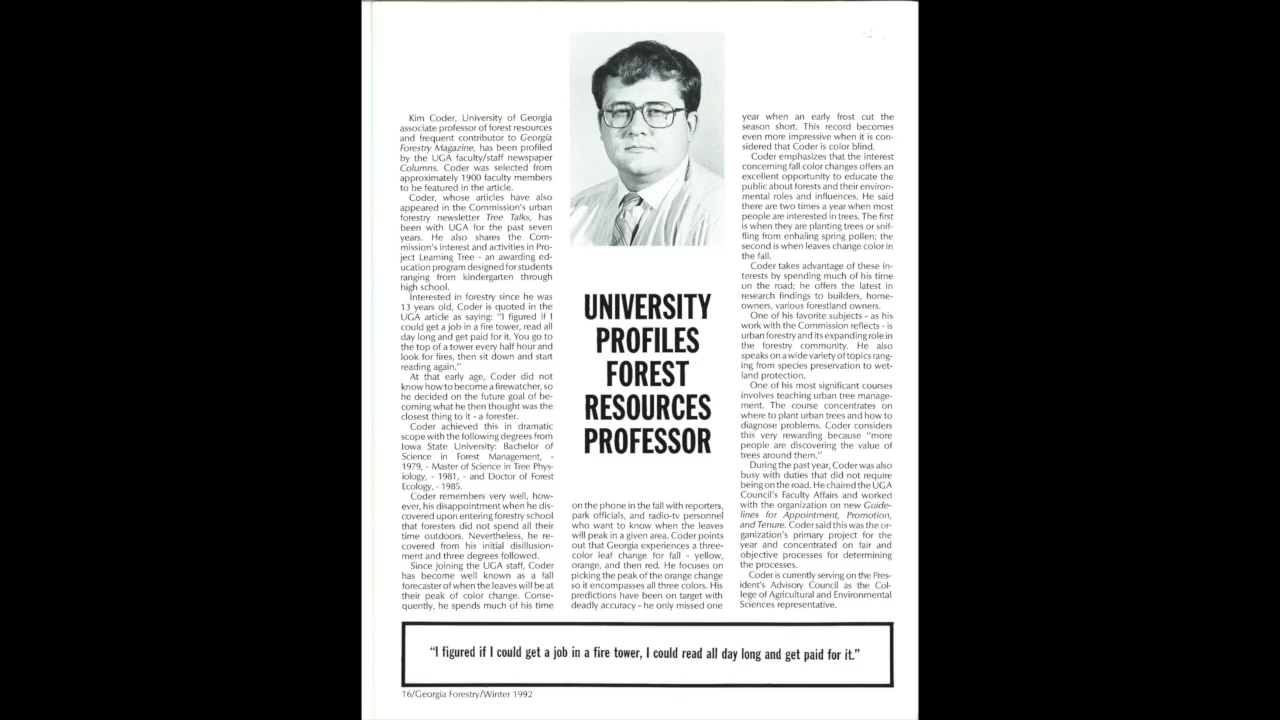 Kim Coder, University of Georgia
associate professor of forest resources
and frequent contributor to Georgia
Forestry Magazine, has been profiled
by the UGA faculty/staff newspaper
Columns. Coder was selected from
approximately 1900 faculty members
to be featured in the article.
Coder, whose articles have also
appeared in the Commission's urban
forestry newsletter Tree Talks, has
been with UGA for the past seven
years. He also shares the Com-
mission's interest and activities in Pro-
ject Learning Tree - an awarding ed-
ucation program designed for students
ranging from kindergarten through
high school.
Interested in forestry since he was
13 years old, Coder is quoted in the
UGA article as saying: "I figured if I
could get a job in a fire tower, read all
day long and get paid for it. You go to
the top of a tower every half hour and
look for fires, then sit down and start
reading again."
At that early age, Coder did not
know how to become a firewatcher, so
he decided on the future goal of be-
coming what he then thought was the
closest thing to it - a forester.
Coder achieved this in dramatic
scope with the following degrees from
Iowa State University: Bachelor of
Science in Forest Management, -
1979, - Master of Science in Tree Phys-
iology, - 1981, - and Doctor of Forest
Ecology, - 1985.
Coder remembers very well, how-
ever, his disappointment when he dis-
covered upon entering forestry school
that foresters did not spend all their
time outdoors. Nevertheless, he re-
covered from his initial disillusion-
ment and three degrees followed.
Since joining the UGA staff, Coder
has become well known as a fall
forecaster of when the leaves will be at
their peak of color change. Conse-
quently, he spends much of his time
UNIVERSITY
PROFILES
FOREST
RESOURCES
PROFESSOR
on the phone in the fall with reporters,
park officials, and radio-tv personnel
who want to know when the leaves
will peak in a given area. Coder points
out that Georgia experiences a three-
color leaf change for fall - yellow,
orange, and then red. He focuses on
picking the peak of the orange change
so it encompasses all three colors. His
predictions have been on target with
deadly accuracy - he only missed one
year when an early frost cut the
season short. This record becomes
even more impressive when it is con-
sidered that Coder is color blind.
Coder emphasizes that the interest
concerning fall color changes offers an
excellent opportunity to educate the
public about forests and their environ-
mental roles and influences. He said
there are two times a year when most
people are interested in trees. The first
is when they are planting trees or snif-
fling from enhaling spring pollen; the
second is when leaves change color in
the fall.
Coder takes advantage of these in-
terests by spending much of his time
on the road; he offers the latest in
research findings to builders, home-
owners, various forestland owners.
One of his favorite subjects - as his
work with the Commission reflects - is
urban forestry and its expanding role in
the forestry community. He also
speaks on a wide variety of topics rang-
ing from species preservation to wet-
land protection.
One of his most significant courses
involves teaching urban tree manage-
ment. The course concentrates on
where to plant urban trees and how to
diagnose problems. Coder considers
this very rewarding because "more
people are discovering the value of
trees around them."
During the past year, Coder was also
busy with duties that did not require
being on the road. He chaired the UGA
Council's Faculty Affairs and worked
with the organization on new Guide-
lines for Appointment, Promotion,
and Tenure. Coder said this was the or-
ganization's primary project for the
year and concentrated on fair and
objective processes for determining
the processes.
Coder is currently serving on the Pres-
ident's Advisory Council as the Col-
lege of Agricultural and Environmental
Sciences representative.
"I figured if I could get a job in a fire tower, I could read all day long and get paid for it."
16/Georgia Forestry/Winter 1992